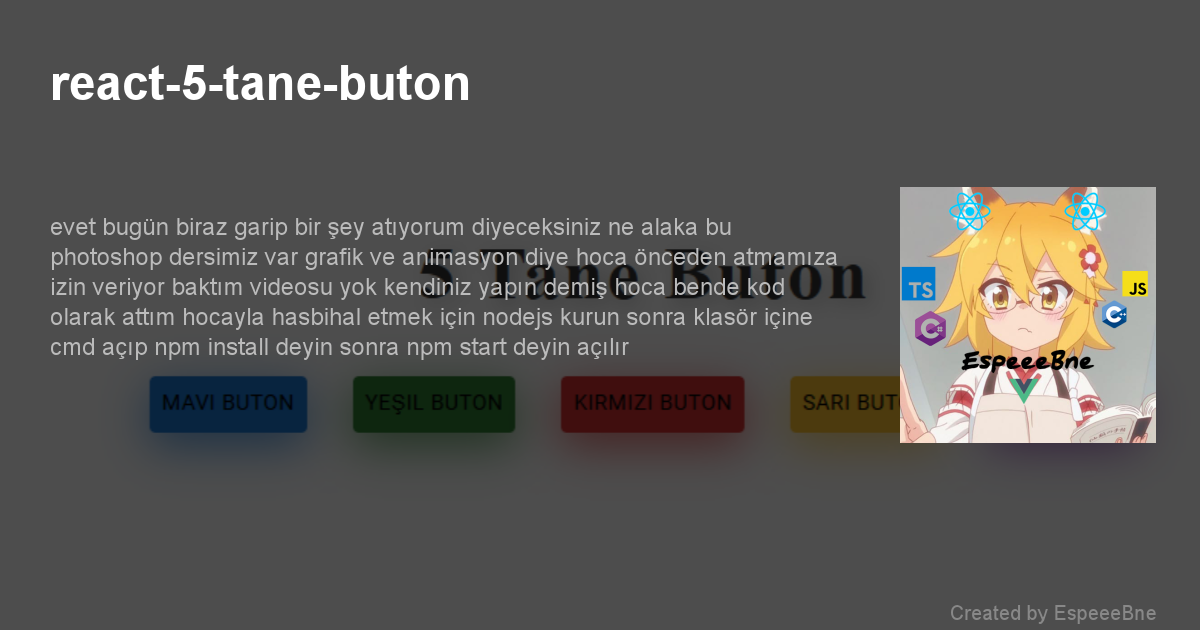 react-5-tane-buton
evet bugün biraz garip bir şey atıyorum diyeceksiniz ne alaka bu
photoshop dersimiz var grafik ve animasyon diye hoca önceden atmamıza
izin veriyor baktım videosu yok kendiniz yapın demiş hoca bende kod
olarak attım hocayla hasbihal etmek için nodejs kurun sonra klasör içine
cmd açıp npm install deyin sonra npm start deyin açılır
5 Tane Buton
MAVI BUTON
YEŞIL BUTON
KIRMIZI BUTON
SARI
TS
JS
C#
C++
EspeeeBne
Created by EspeeeBne